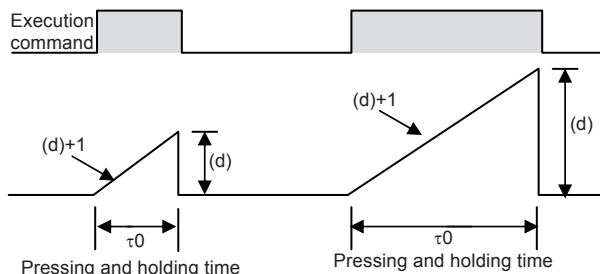 Execution
command
(d)+1
(d)
τ0
Pressing and holding time
(d)+1
(d)
τ0
Pressing and holding time